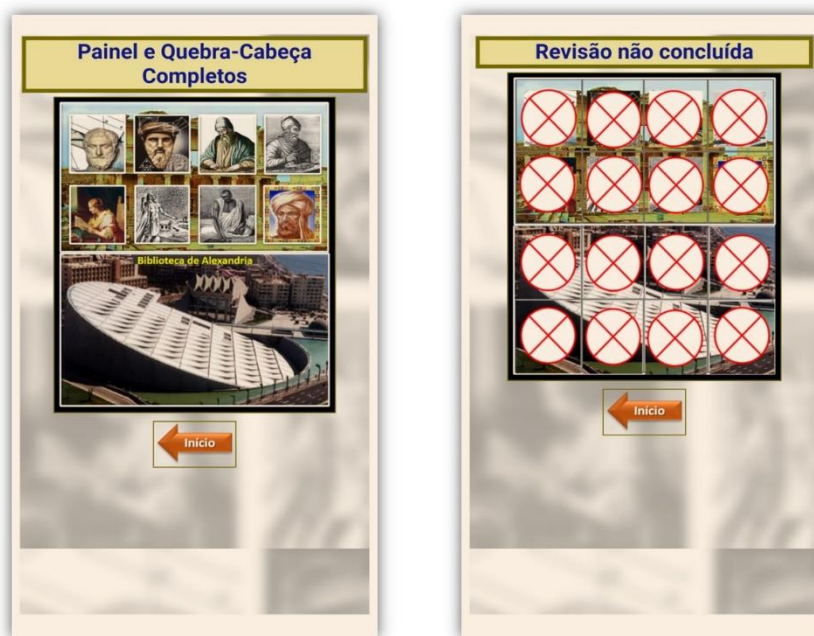 Painel e Quebra-Cabeça
Completos
Biblioteca de Alexandria
Início
Revisão não concluída
Início